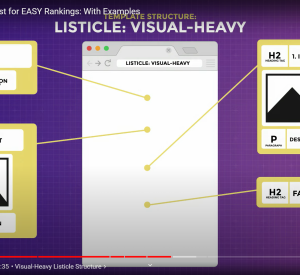 st for EASY Rankings: With Examples
TEMPLATE STRUCTURE:
LISTICLE: VISUAL-HEAVY
LISTICLE: VISUAL-HEAVY
H2
HEADING TAG
1. I
ON
T
P
PARAGRAPH
DES
N
H2
HEADING TAG
FA
:35 • Visual-Heavy Listicle Structure ›